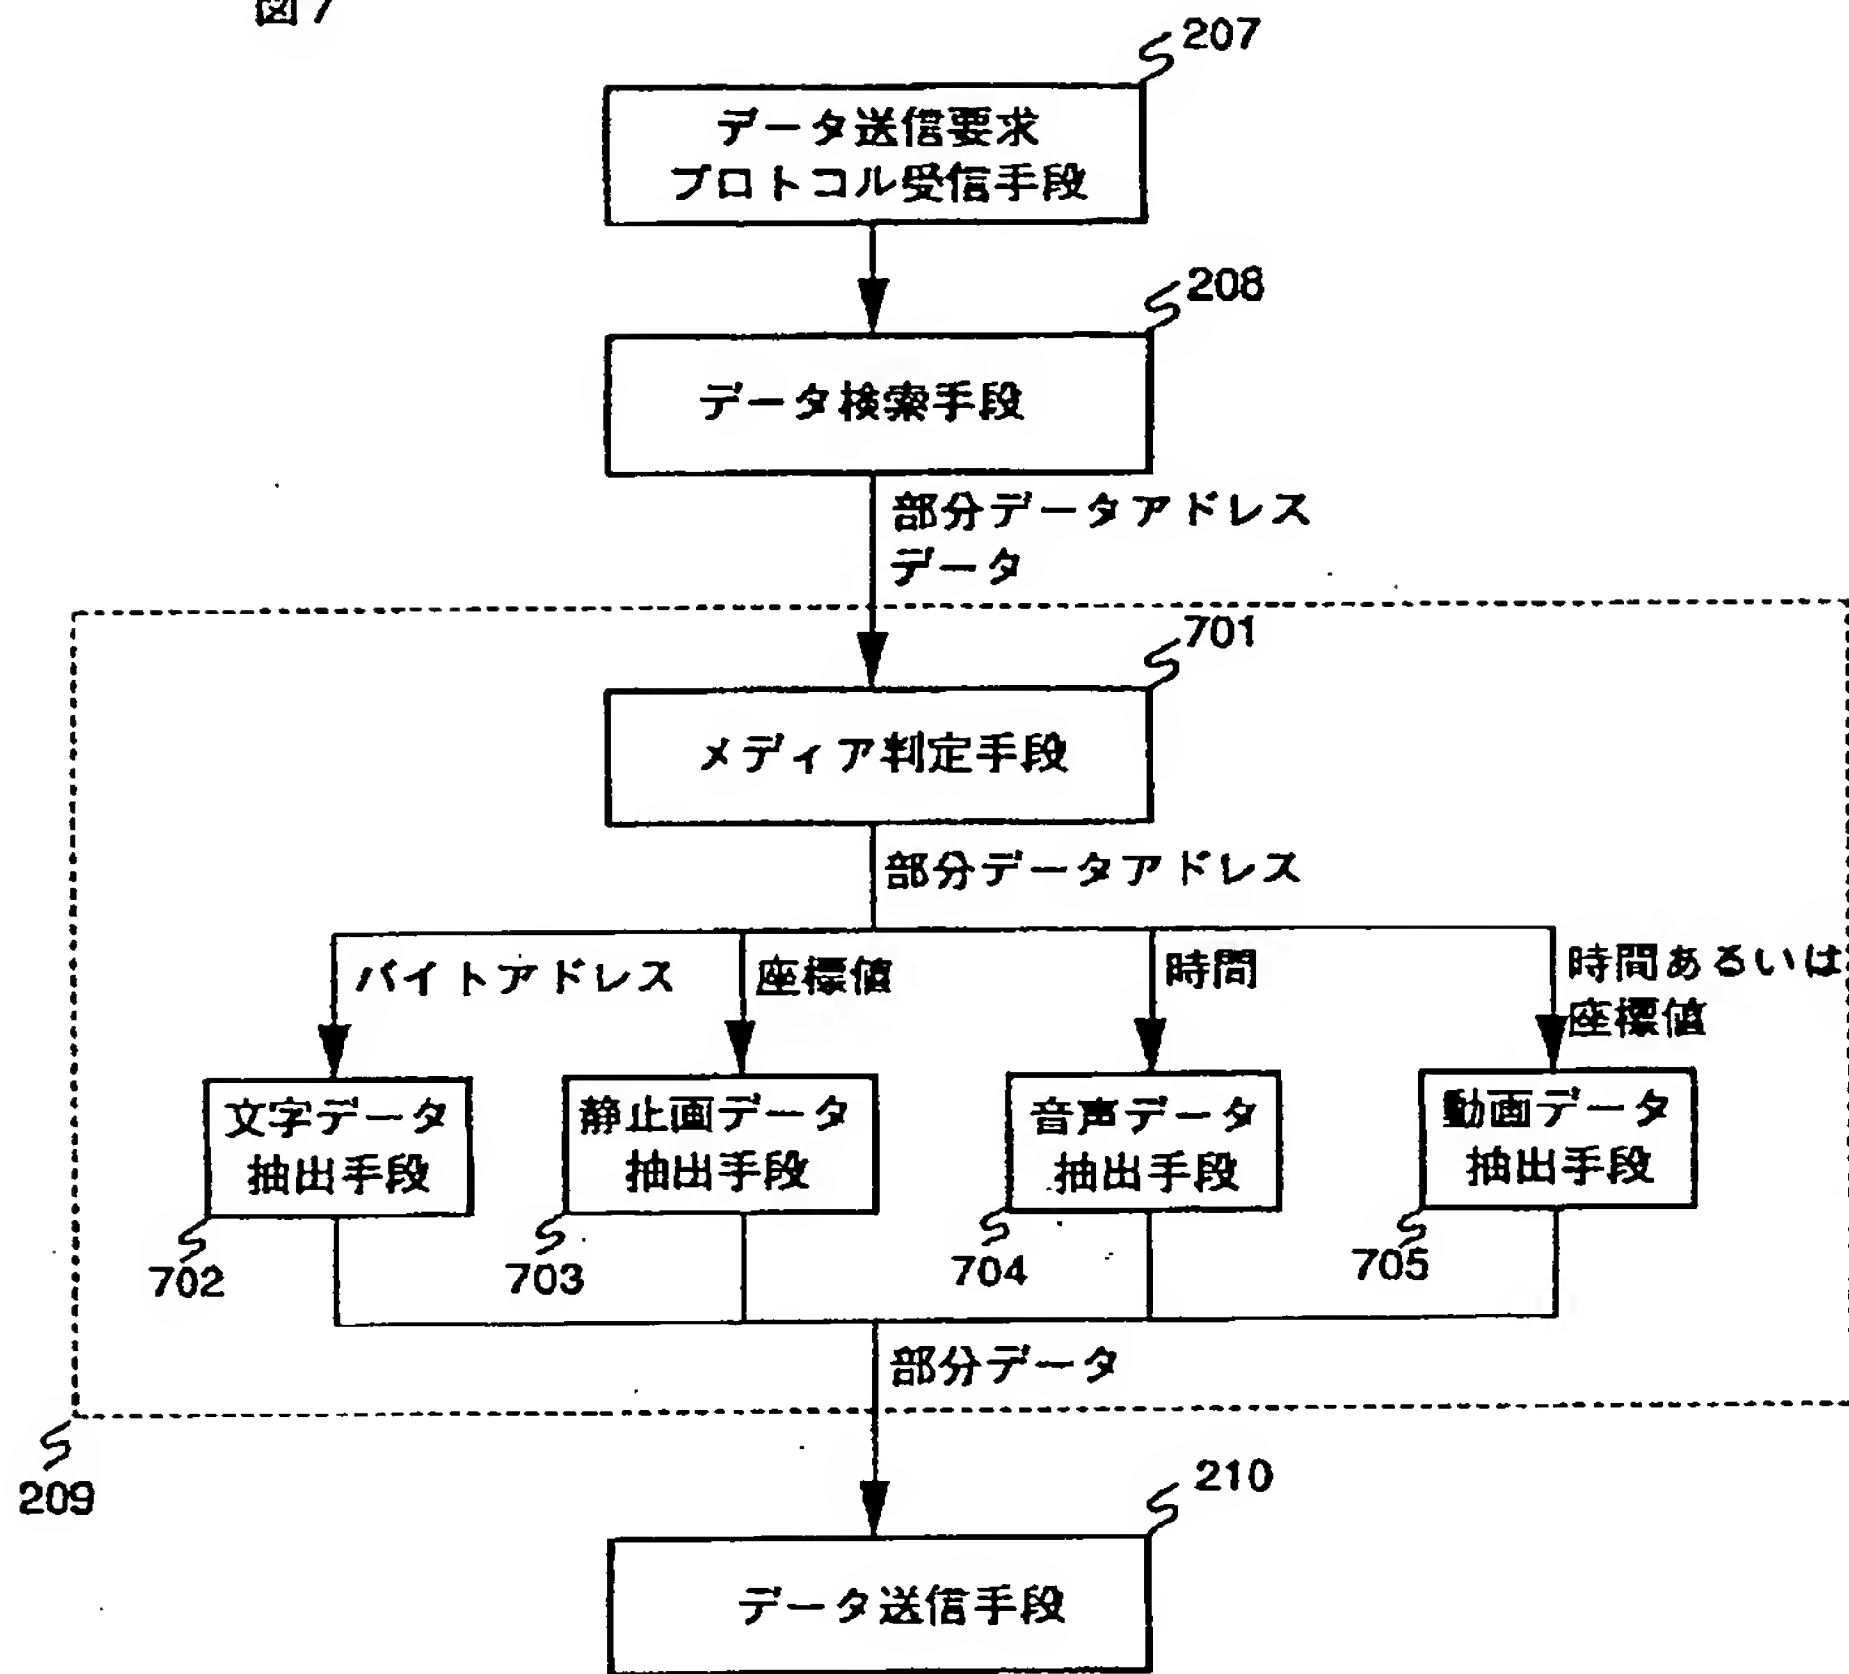 図7
207
データ送信要求
プロトコル受信手段
208
データ検索手段
部分データアドレス
データ
701
メディア判定手段
部分データアドレス
バイトアドレス
座標値
時間
時間あるいは
座標値
文字データ
抽出手段
静止画データ
抽出手段
音声データ
抽出手段
動画データ
抽出手段
702
703
704
705
部分データ
209
210
データ送信手段